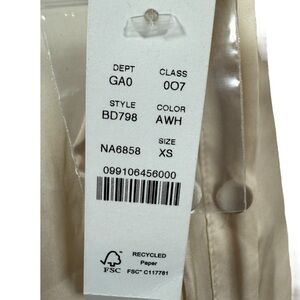 DEPT CLASS
GA0 007
STYLE COLOR
BD798 AWH
SIZE
NA6858 XS
099106456000
RECYCLED
Paper
FSC FSC® C117781